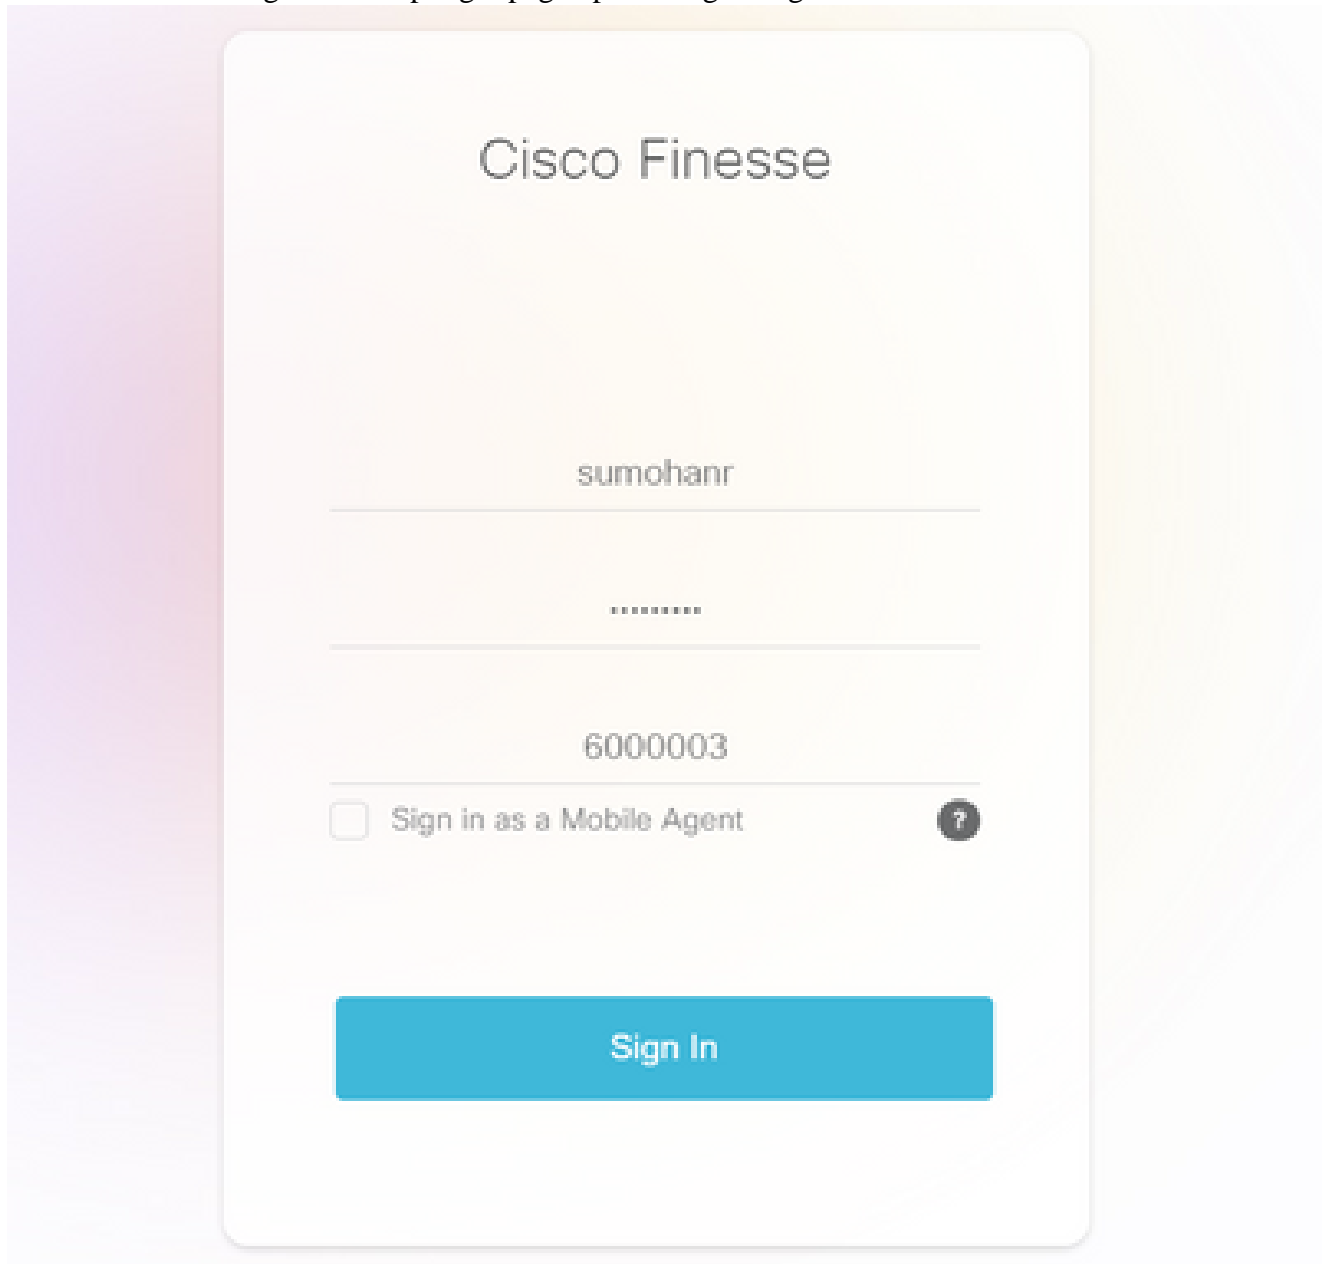 Cisco Finesse
sumohanr
•••••••••
6000003
Sign in as a Mobile Agent ?
Sign In